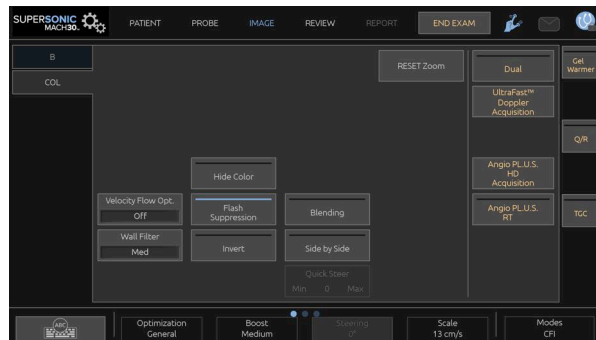 SUPERSONIC
MACH30.
PATIENT
PROBE
IMAGE
REVIEW
REPORT
END EXAM
B
COL
RESET Zoom
Dual
Gel
Warmer
UltraFast™
Doppler
Acquisition
Q/R
Hide Color
Angio PL.U.S.
HD
Acquisition
Velocity Flow Opt.
Off
Flash
Suppression
Blending
Angio PL.U.S.
RT
TGC
Wall Filter
Med
Invert
Side by Side
Quick Steer
Min 0 Max
ABC
Optimization
General
Boost
Medium
Steering
0°
Scale
13 cm/s
Modes
CFI